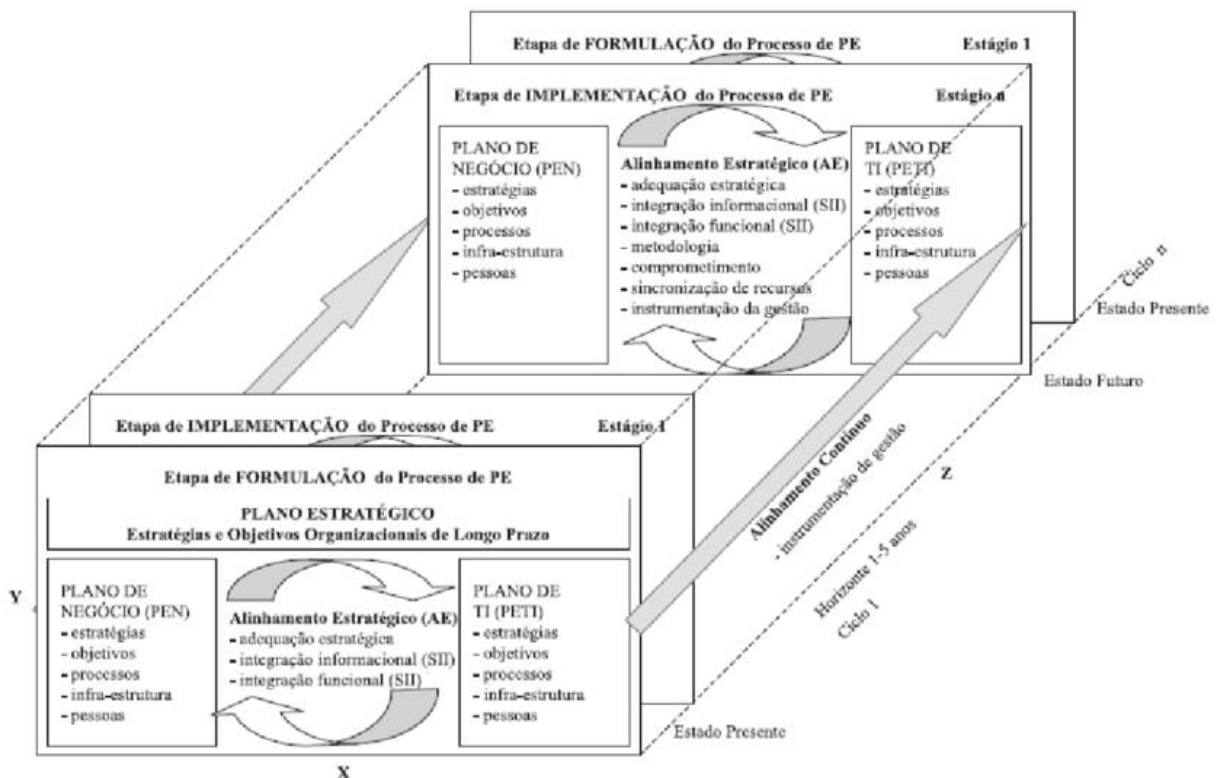 Etapa de FORMULAÇÃO do Processo de PE Estágio 1
Etapa de IMPLEMENTAÇÃO do Processo de PE Estágio n
PLANO DE
NEGÓCIO (PEN)
- estratégias
- objetivos
- processos
- infra-estrutura
- pessoas
Alinhamento Estratégico (AE)
- adequação estratégica
- integração informacional (SII)
- integração funcional (SII)
- metodologia
- comprometimento
- sincronização de recursos
- instrumentação da gestão
PLANO DE
TI (PETI)
- estratégias
- objetivos
- processos
- infra-estrutura
- pessoas
Ciclo n
Estado Presente
Estado Futuro
Alinhamento Contínuo
- instrumentação de gestão
Z
Horizonte 1-5 anos
Ciclo 1
Etapa de IMPLEMENTAÇÃO do Processo de PE Estágio 1
Etapa de FORMULAÇÃO do Processo de PE
PLANO ESTRATÉGICO
Estratégias e Objetivos Organizacionais de Longo Prazo
Y
PLANO DE
NEGÓCIO (PEN)
- estratégias
- objetivos
- processos
- infra-estrutura
- pessoas
Alinhamento Estratégico (AE)
- adequação estratégica
- integração informacional (SII)
- integração funcional (SII)
PLANO DE
TI (PETI)
- estratégias
- objetivos
- processos
- infra-estrutura
- pessoas
Estado Presente
X